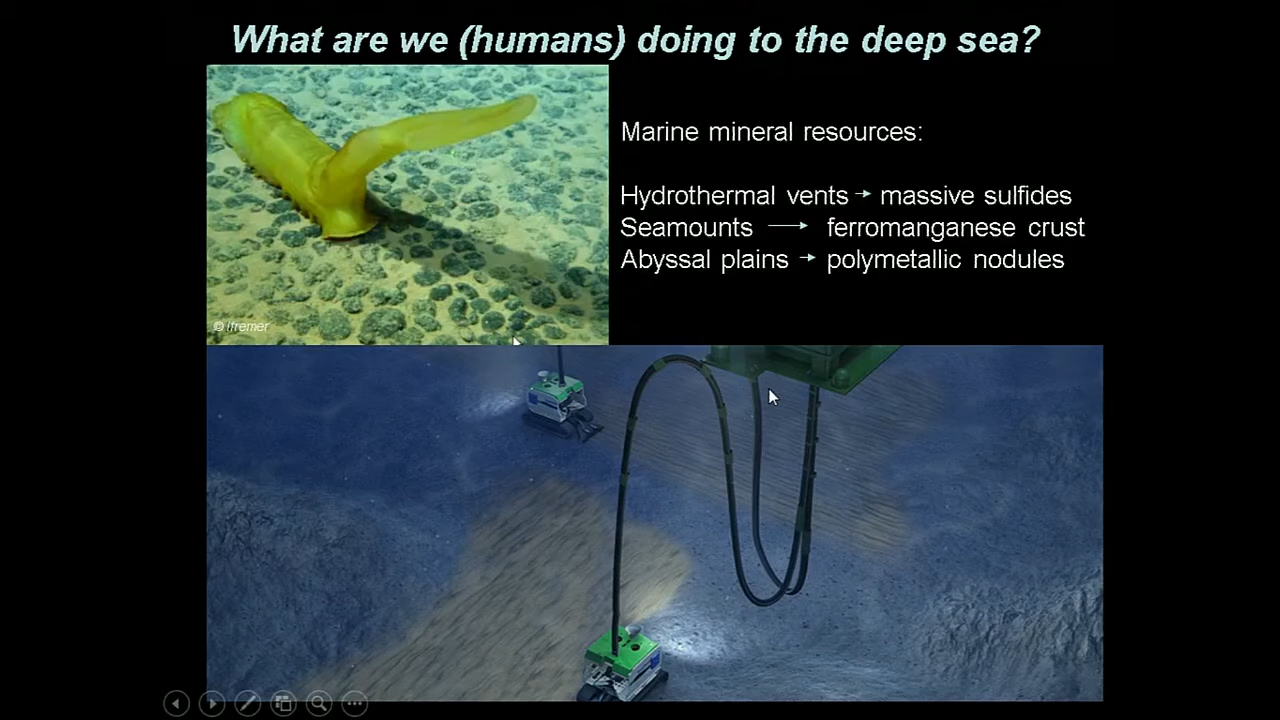 What are we (humans) doing to the deep sea?
Marine mineral resources:
Hydrothermal vents → massive sulfides
Seamounts → ferromanganese crust
Abyssal plains → polymetallic nodules
© Ifremer